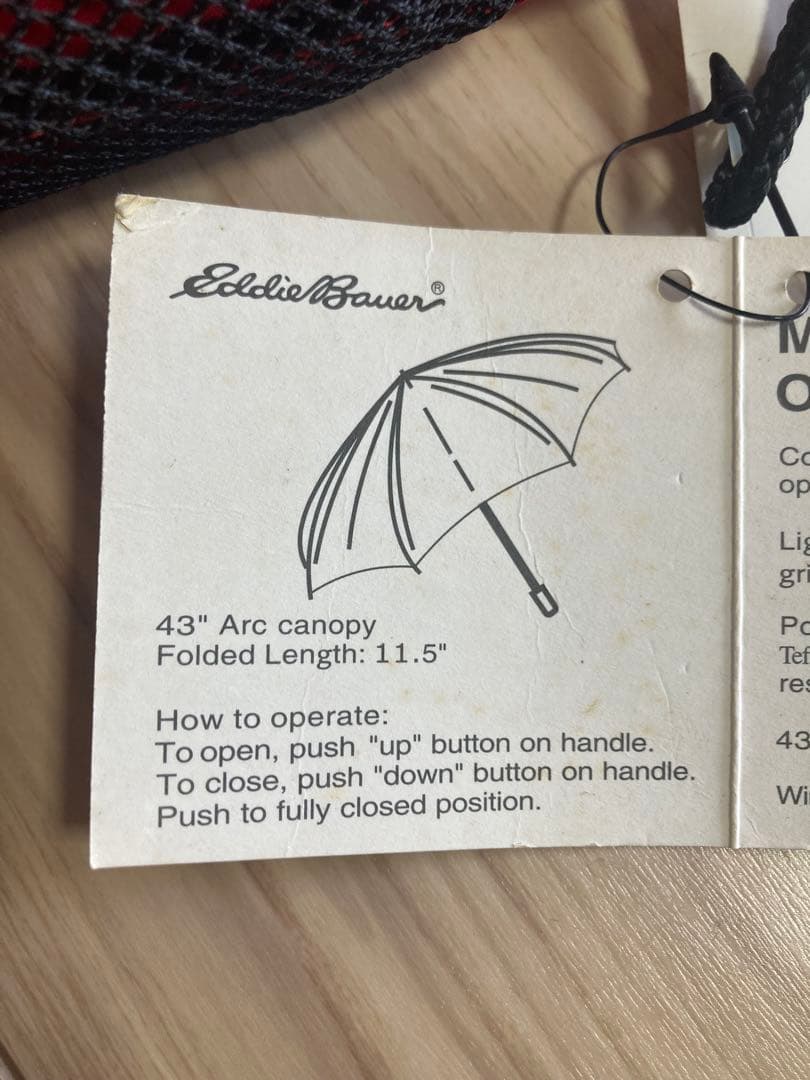 Eddie Bauer®
43" Arc canopy
Folded Length: 11.5"
How to operate:
To open, push "up" button on handle.
To close, push "down" button on handle.
Push to fully closed position.
43